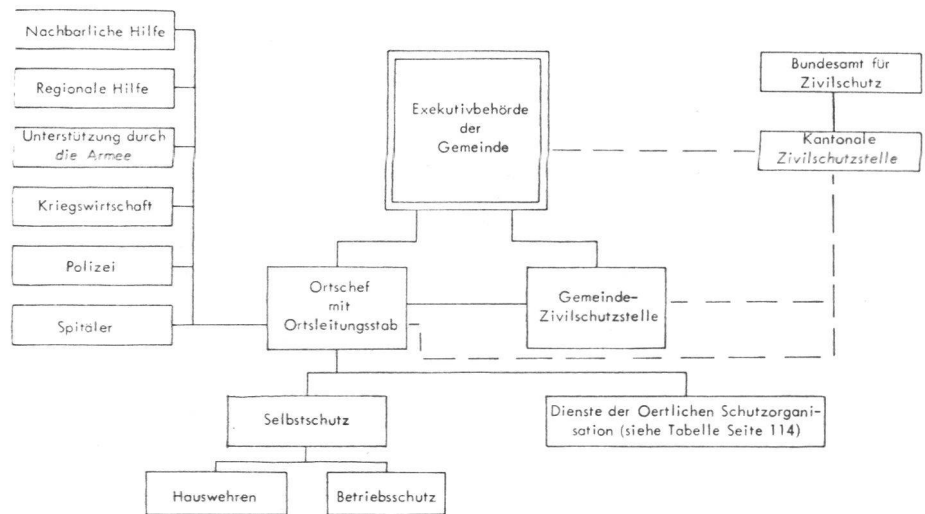 Nachbarliche Hilfe
Regionale Hilfe
Unterstützung durch
die Armee
Kriegswirtschaft
Polizei
Spitäler
Exekutivbehörde
der
Gemeinde
Bundesamt für
Zivilschutz
Kantonale
Zivilschutzstelle
Ortschef
mit
Ortsleitungsstab
Gemeinde-
Zivilschutzstelle
Selbstschutz
Dienste der Oertlichen Schutzorgani-
sation (siehe Tabelle Seite 114)
Hauswehren
Betriebsschutz